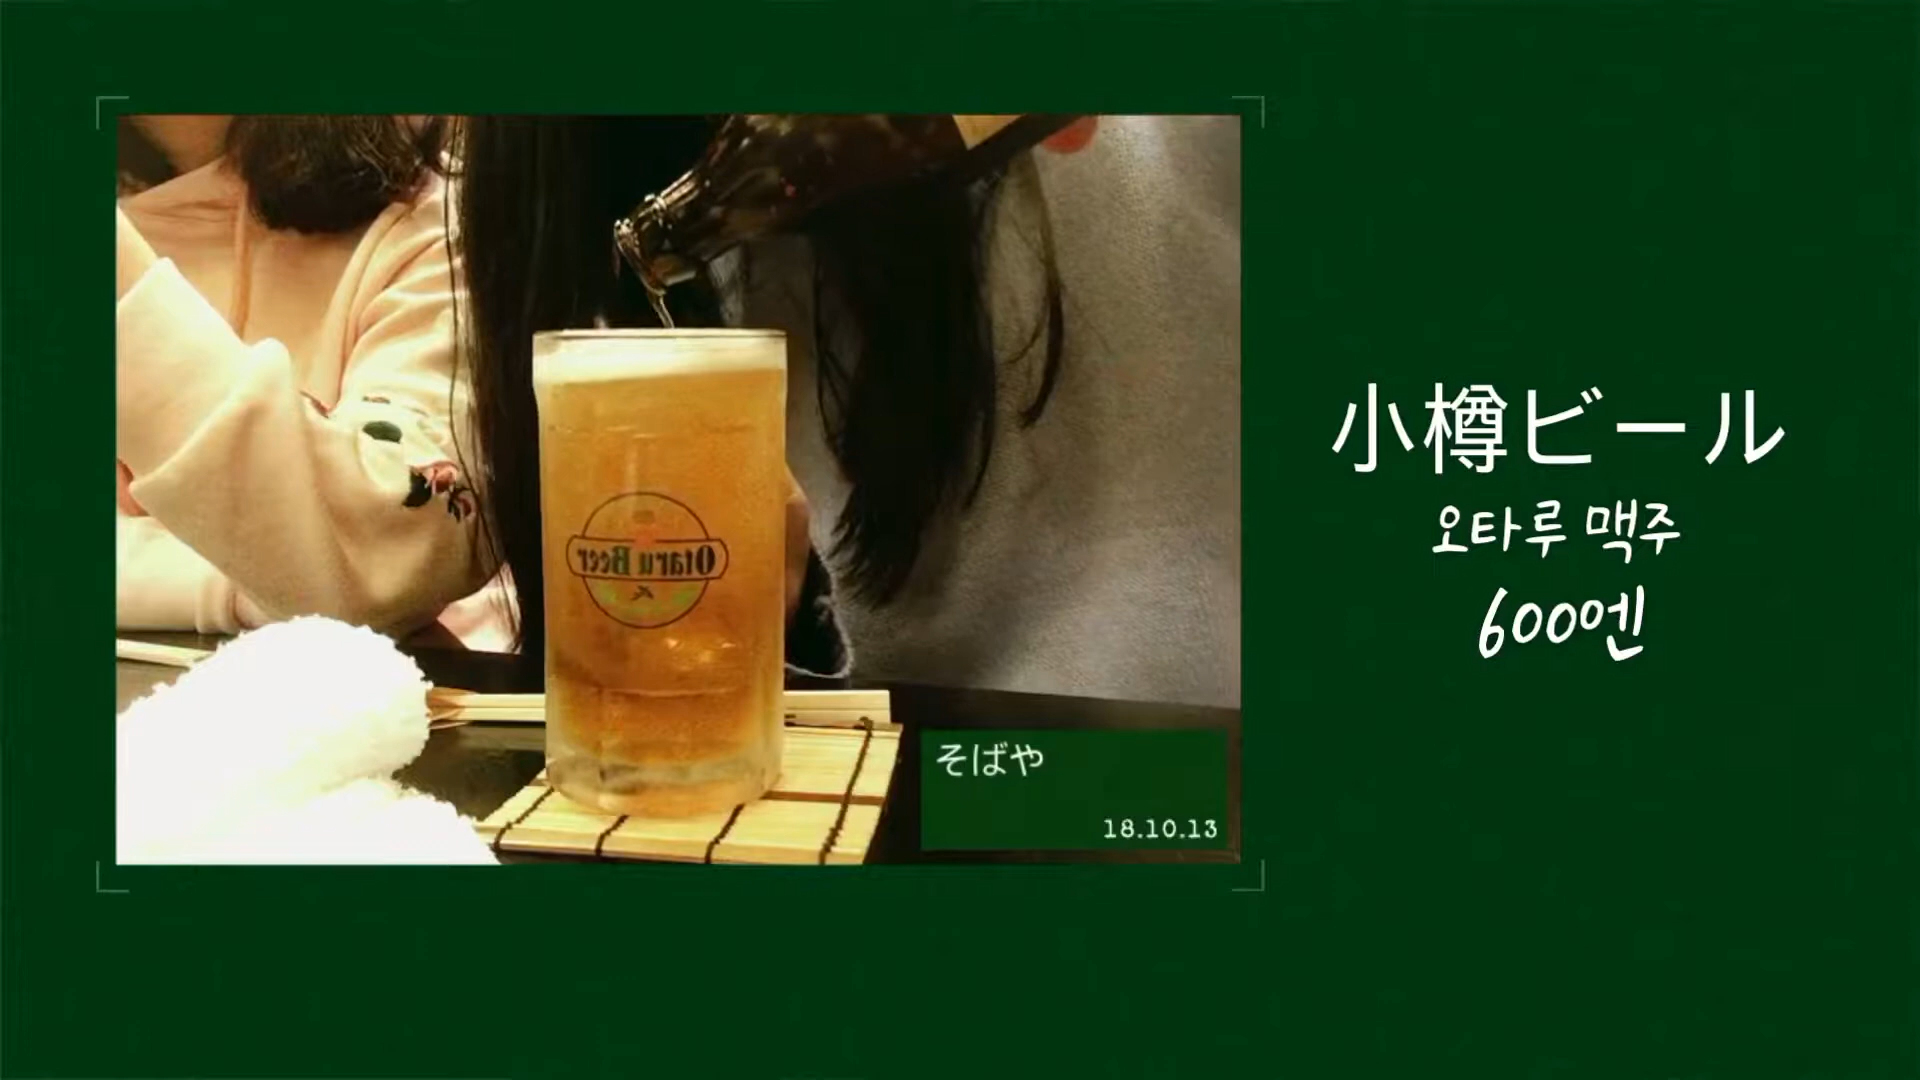 Otaru Beer
そばや
18.10.13
小樽ビール
오타루 맥주
600엔